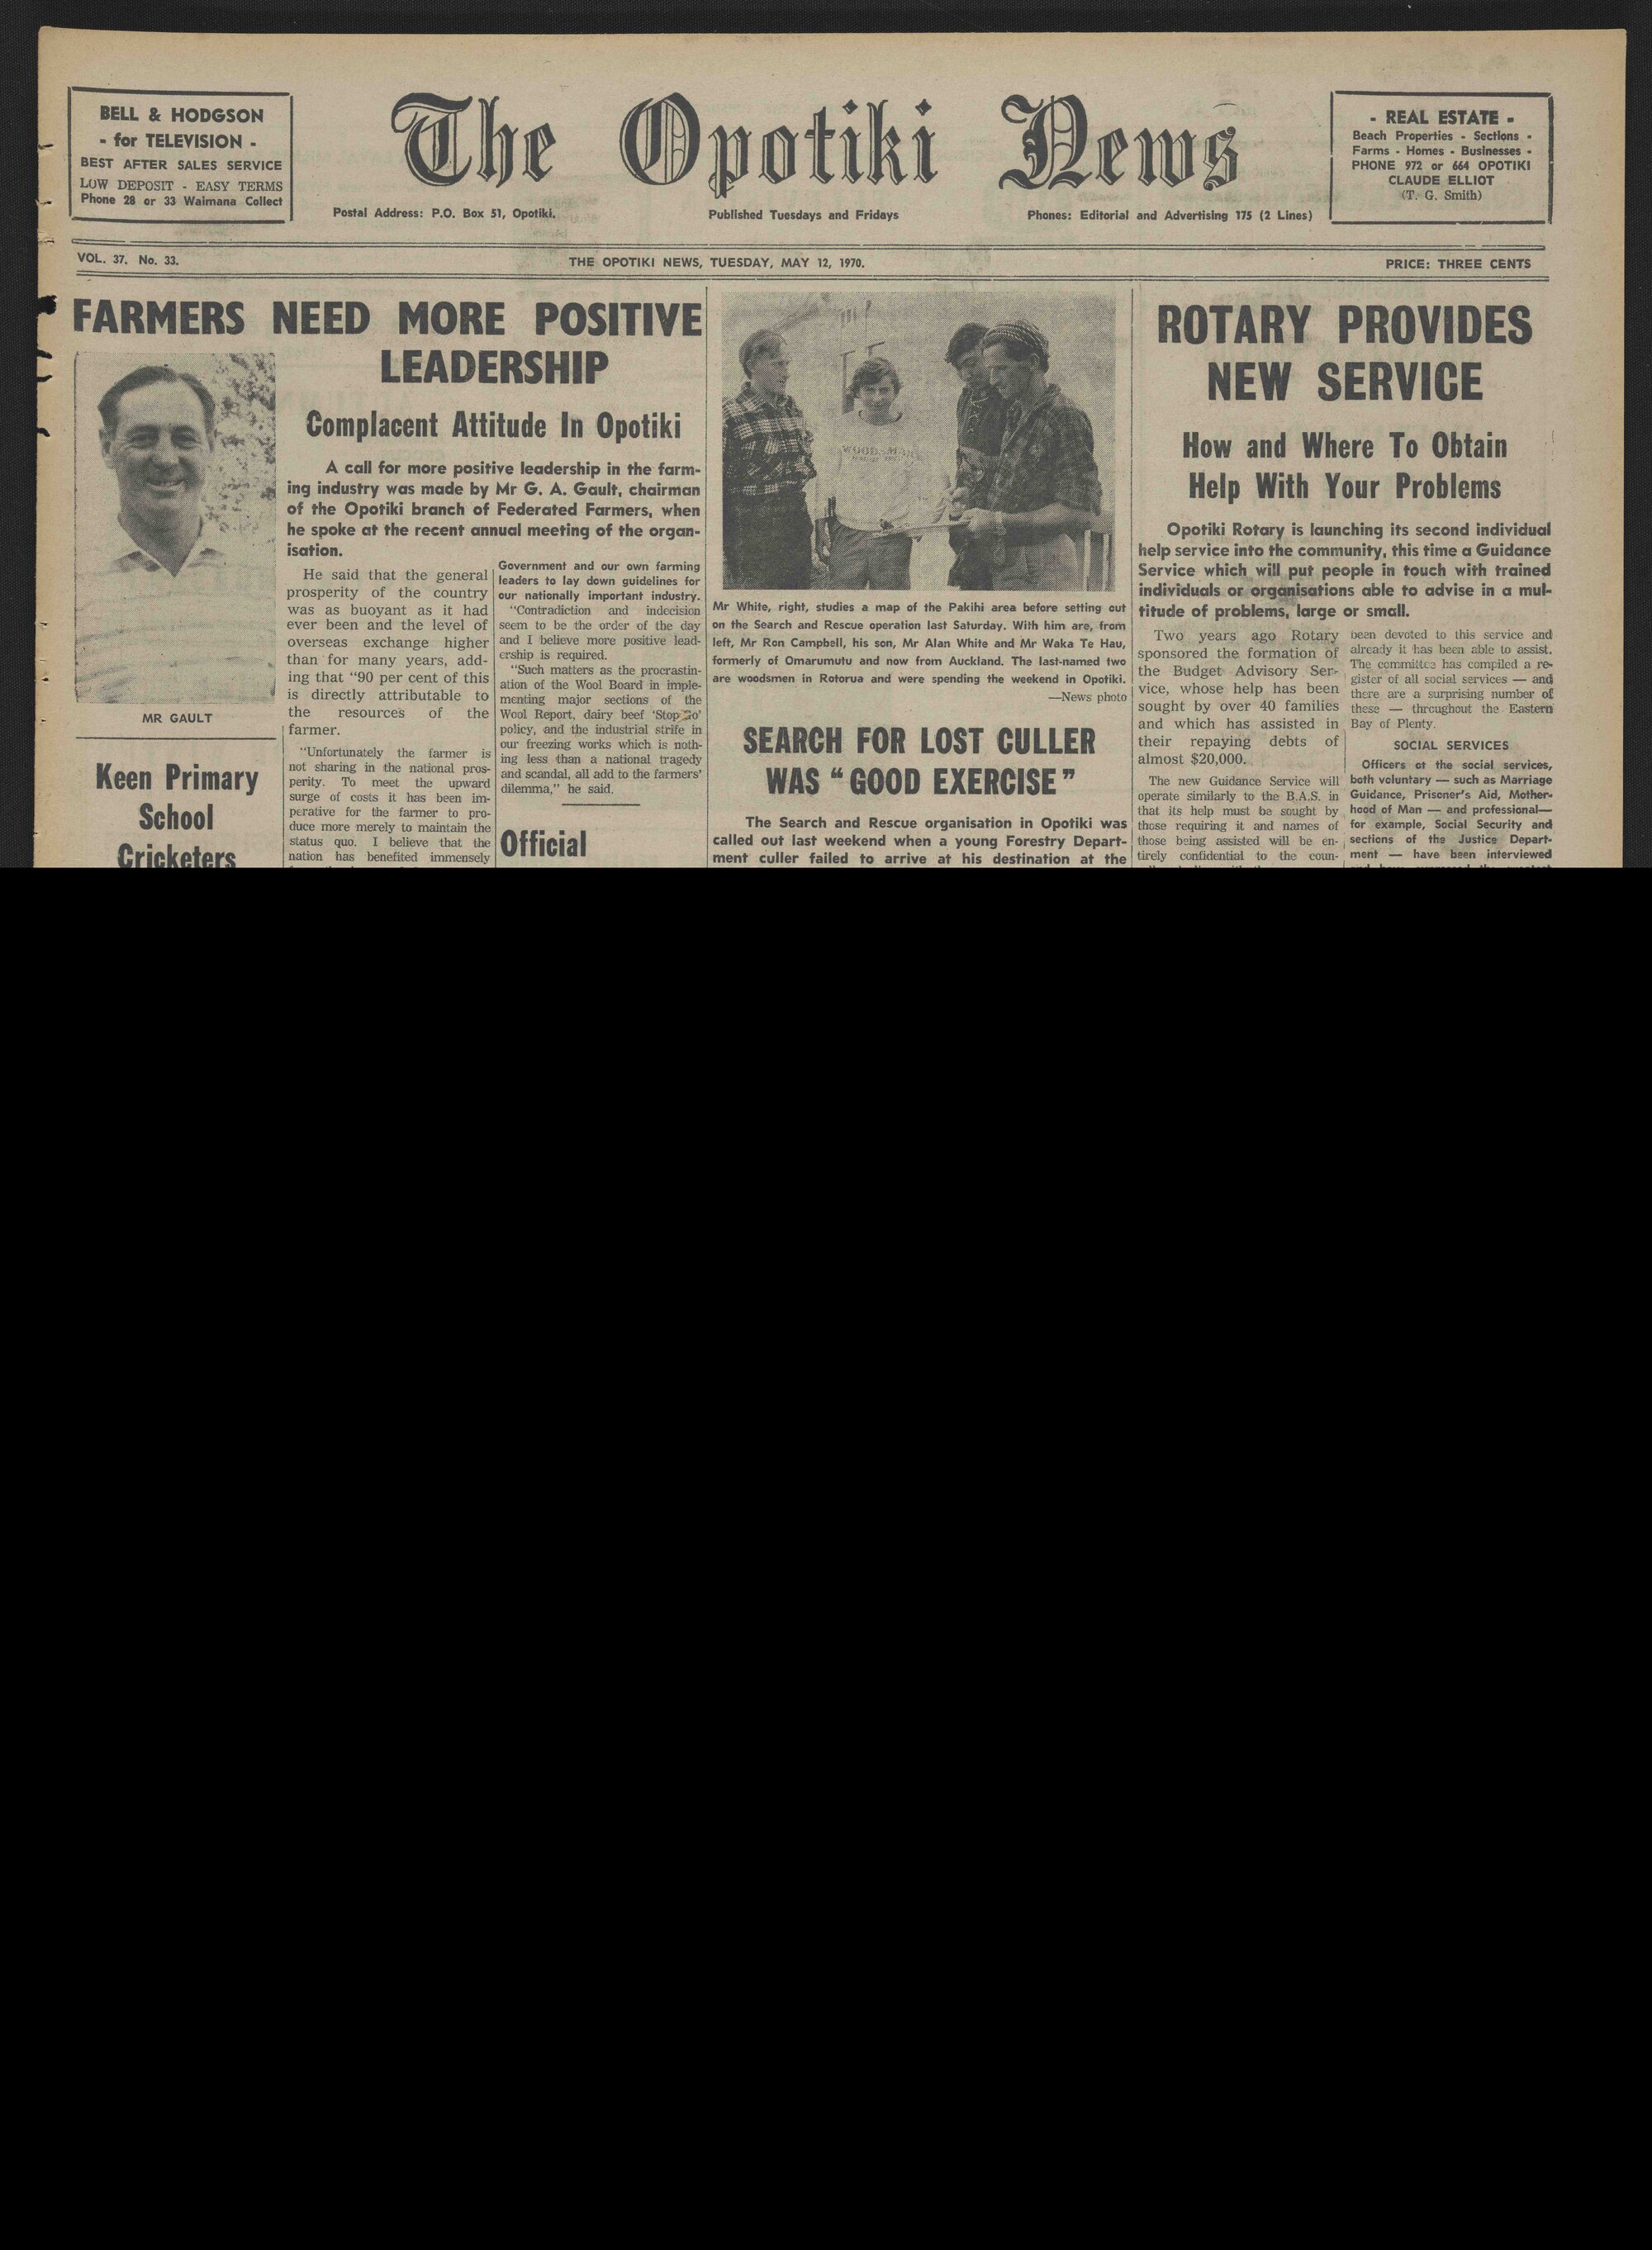 BELL & HODGSON
- for TELEVISION -
BEST AFTER SALES SERVICE
LOW DEPOSIT - EASY TERMS
Phone 28 or 33 Waimana Collect
The Opotiki News
Postal Address: P.O. Box 51, Opotiki.
Published Tuesdays and Fridays
Phones: Editorial and Advertising 175 (2 Lines)
- REAL ESTATE -
Beach Properties - Sections -
Farms - Homes - Businesses -
PHONE 972 or 664 OPOTIKI
CLAUDE ELLIOT
(T. G. Smith)
VOL. 37. No. 33.
THE OPOTIKI NEWS, TUESDAY, MAY 12, 1970.
PRICE: THREE CENTS
FARMERS NEED MORE POSITIVE
LEADERSHIP
MR GAULT
Keen Primary
School
Cricketers
Complacent Attitude In Opotiki
A call for more positive leadership in the farm-
ing industry was made by Mr G. A. Gault, chairman
of the Opotiki branch of Federated Farmers, when
he spoke at the recent annual meeting of the organ-
isation.
He said that the general
prosperity of the country
was as buoyant as it had
ever been and the level of
overseas exchange higher
than for many years, add-
ing that "90 per cent of this
is directly attributable to
the resources of the
farmer.
"Unfortunately the farmer is
not sharing in the national pros-
perity. To meet the upward
surge of costs it has been im-
perative for the farmer to pro-
duce more merely to maintain the
status quo. I believe that the
nation has benefited immensely
Government and our own farming
leaders to lay down guidelines for
our nationally important industry.
"Contradiction and indecision
seem to be the order of the day
and I believe more positive lead-
ership is required.
"Such matters as the procrastin-
ation of the Wool Board in imple-
menting major sections of the
Wool Report, dairy beef 'Stop Go'
policy, and the industrial strife in
our freezing works which is noth-
ing less than a national tragedy
and scandal, all add to the farmers'
dilemma," he said.
Official
WOODSMAN
Mr White, right, studies a map of the Pakihi area before setting out
on the Search and Rescue operation last Saturday. With him are, from
left, Mr Ron Campbell, his son, Mr Alan White and Mr Waka Te Hau,
formerly of Omarumutu and now from Auckland. The last-named two
are woodsmen in Rotorua and were spending the weekend in Opotiki.
—News photo
SEARCH FOR LOST CULLER
WAS "GOOD EXERCISE"
The Search and Rescue organisation in Opotiki was
called out last weekend when a young Forestry Depart-
ment culler failed to arrive at his destination at the
ROTARY PROVIDES
NEW SERVICE
How and Where To Obtain
Help With Your Problems
Opotiki Rotary is launching its second individual
help service into the community, this time a Guidance
Service which will put people in touch with trained
individuals or organisations able to advise in a mul-
titude of problems, large or small.
Two years ago Rotary
sponsored the formation of
the Budget Advisory Ser-
vice, whose help has been
sought by over 40 families
and which has assisted in
their repaying debts of
almost $20,000.
The new Guidance Service will
operate similarly to the B.A.S. in
that its help must be sought by
those requiring it and names of
those being assisted will be en-
tirely confidential to the coun-
been devoted to this service and
already it has been able to assist.
The committee has compiled a re-
gister of all social services — and
there are a surprising number of
these — throughout the Eastern
Bay of Plenty.
SOCIAL SERVICES
Officers of the social services,
both voluntary — such as Marriage
Guidance, Prisoner's Aid, Mother-
hood of Man — and professional—
for example, Social Security and
sections of the Justice Depart-
ment — have been interviewed